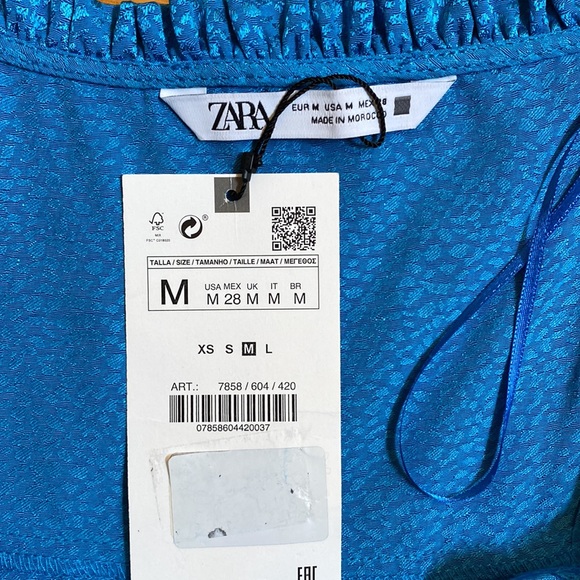 ZARA
EUR M USA M MEX 28
MADE IN MOROCCO
FSC
MIX
TALLA / SIZE / TAMANHO / TAILLE / MAAT / ΜΕΓΕΘΟΣ
M
USA MEX UK IT BR
M 28 M M M
XS S M L
ART.: 7858 / 604 / 420
07858604420037
EAC